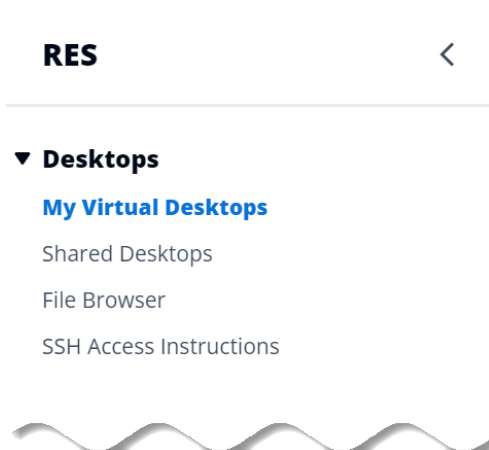 RES
Desktops
My Virtual Desktops
Shared Desktops
File Browser
SSH Access Instructions